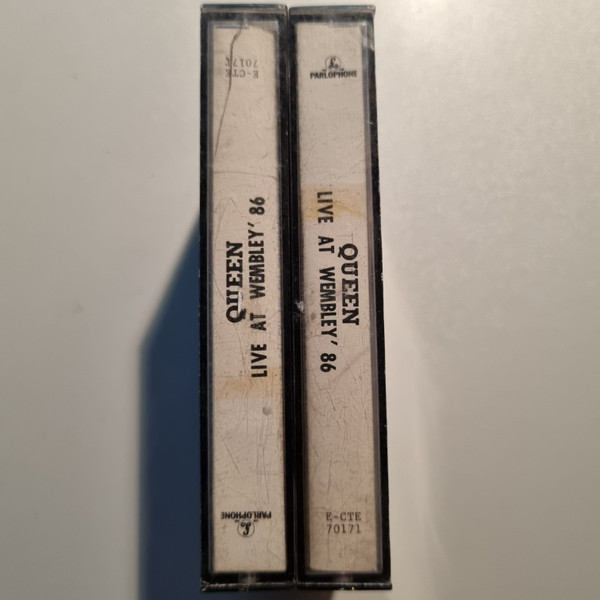 E-CTE
70171
QUEEN
LIVE AT WEMBLEY' 86
PARLOPHONE
PARLOPHONE
QUEEN
LIVE AT WEMBLEY' 86
E-CTE
70171